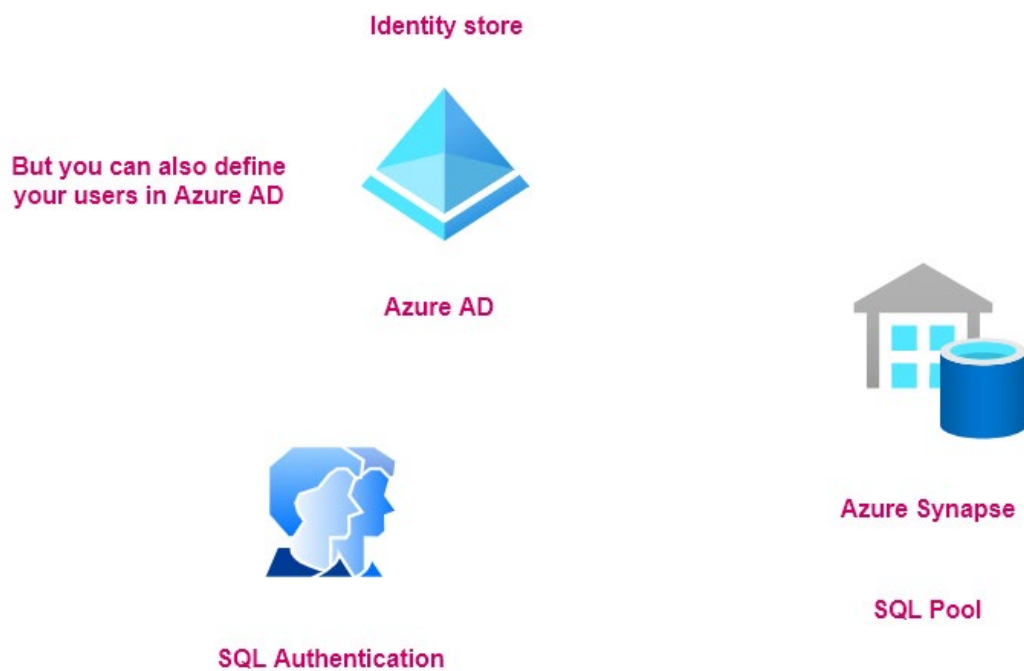 Identity store
But you can also define
your users in Azure AD
Azure AD
Azure Synapse
SQL Pool
SQL Authentication